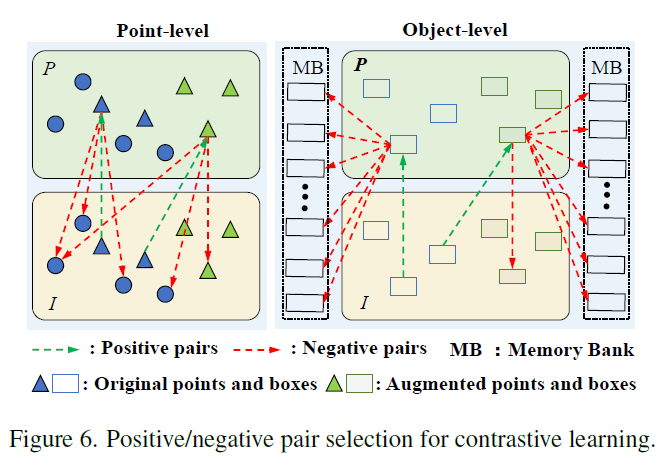 Point-level
Object-level
P
MB
P
MB
I
I
: Positive pairs : Negative pairs MB : Memory Bank
: Original points and boxes : Augmented points and boxes
Figure 6. Positive/negative pair selection for contrastive learning.